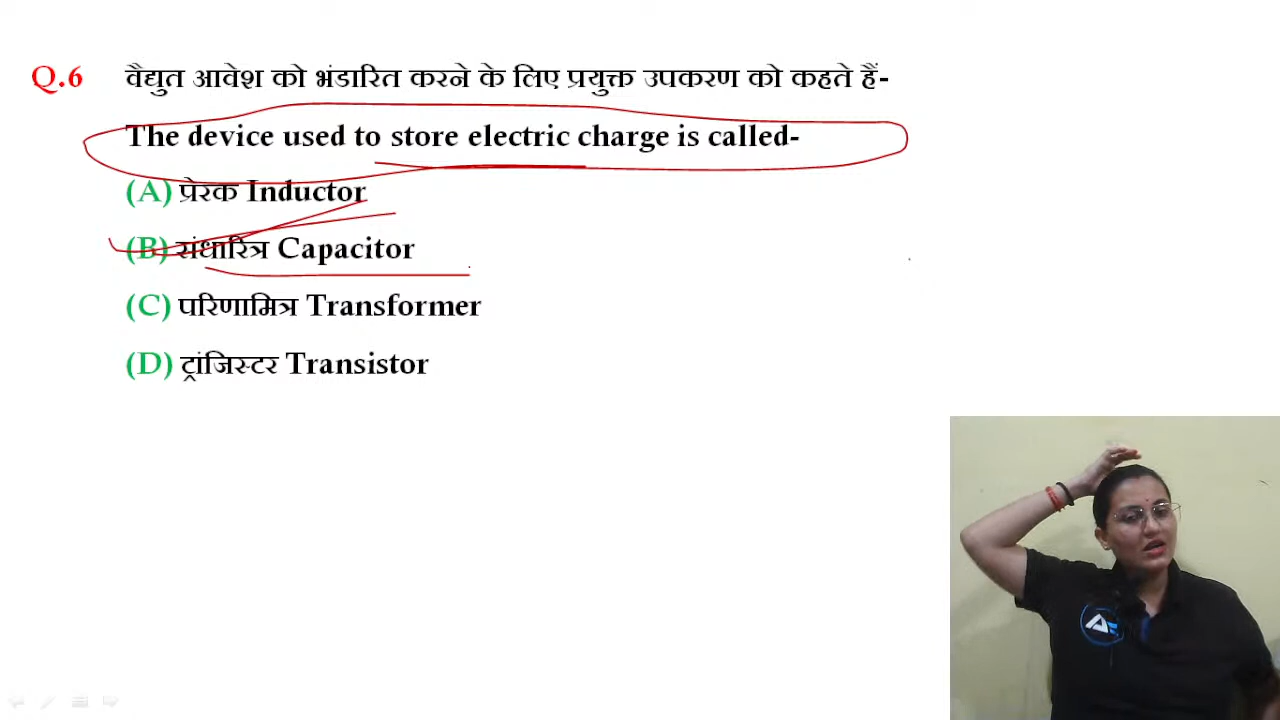 Q.6 वैद्युत आवेश को भंडारित करने के लिए प्रयुक्त उपकरण को कहते हैं-
The device used to store electric charge is called-
(A) प्रेरक Inductor
(B) संधारित्र Capacitor
(C) परिणामित्र Transformer
(D) ट्रांजिस्टर Transistor